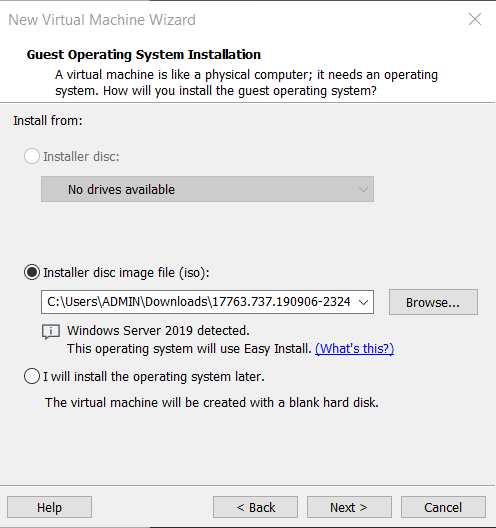 New Virtual Machine Wizard
Guest Operating System Installation
A virtual machine is like a physical computer; it needs an operating
system. How will you install the guest operating system?
Install from:
Installer disc:
No drives available
Installer disc image file (iso):
C:\Users\ADMIN\Downloads\17763.737.190906-2324
Browse...
Windows Server 2019 detected.
This operating system will use Easy Install. (What's this?)
I will install the operating system later.
The virtual machine will be created with a blank hard disk.
Help
< Back
Next >
Cancel